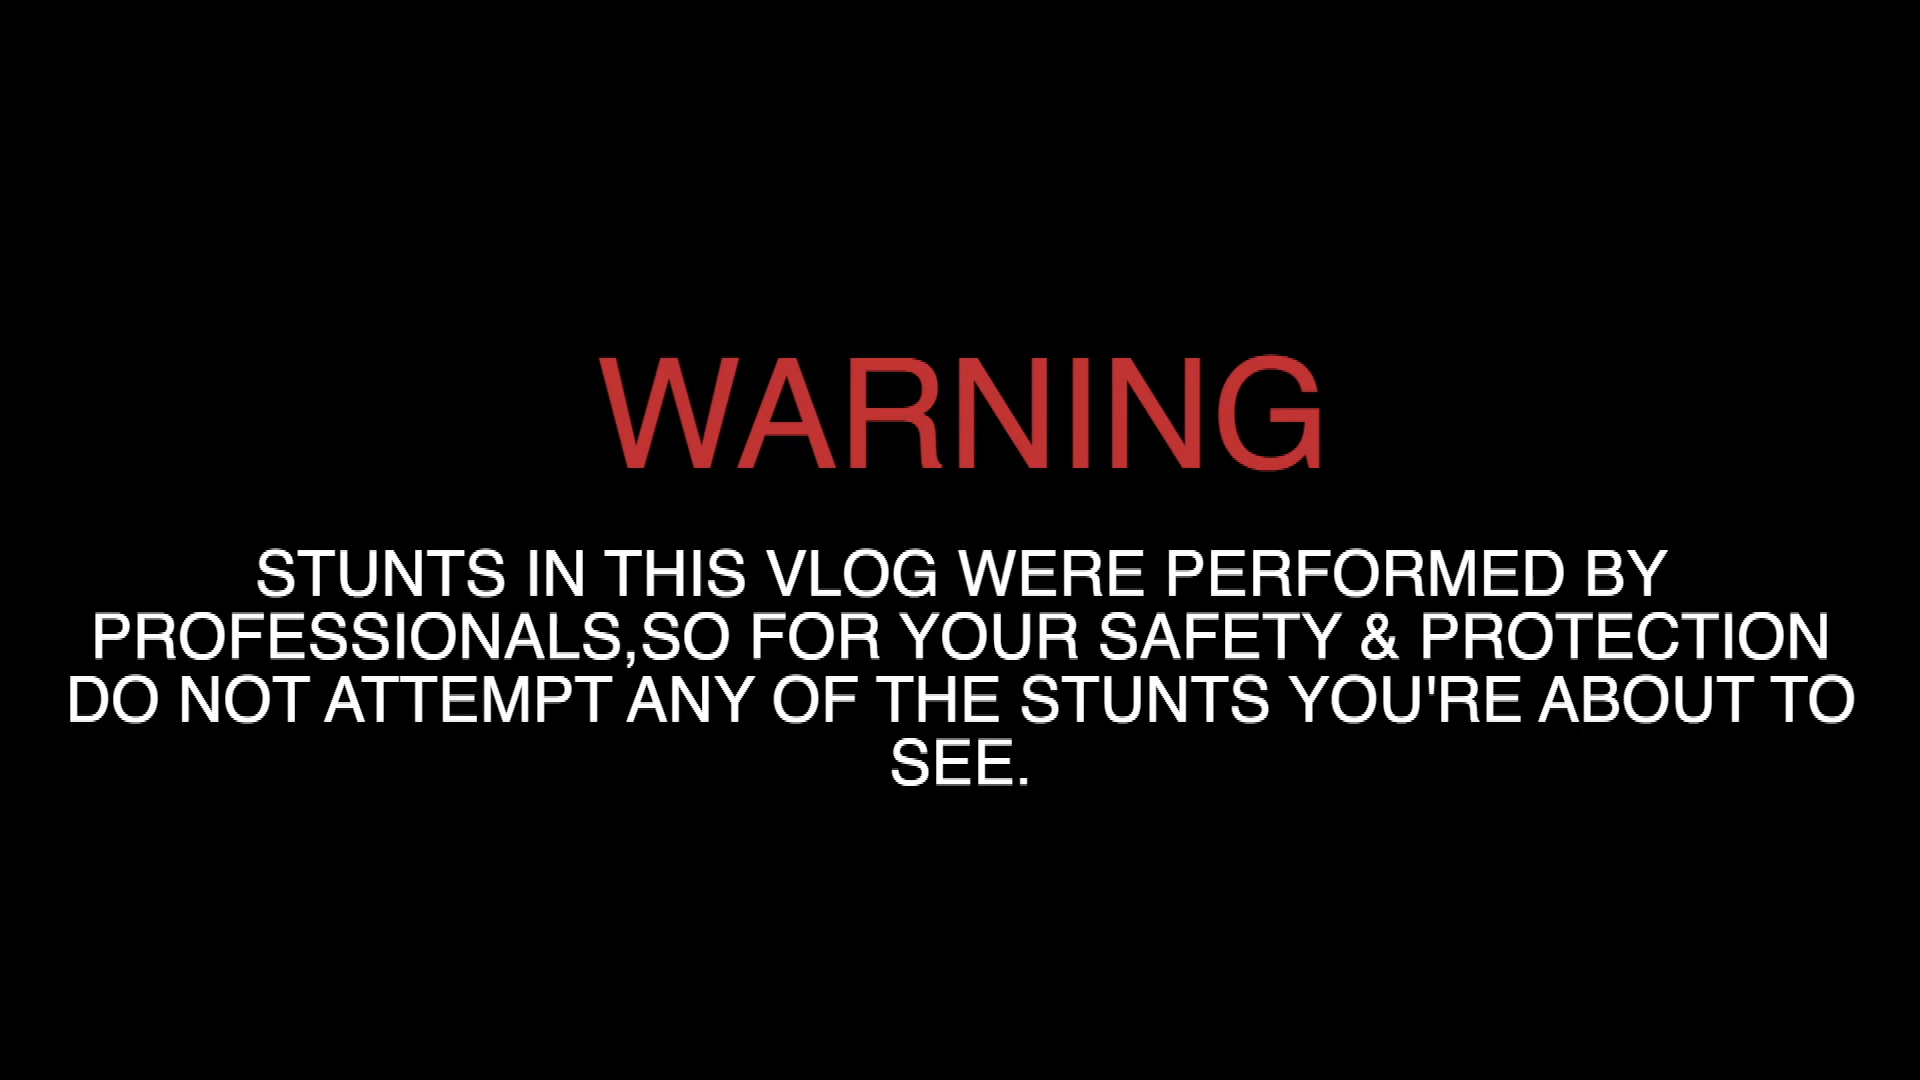 WARNING
STUNTS IN THIS VLOG WERE PERFORMED BY
PROFESSIONALS,SO FOR YOUR SAFETY & PROTECTION
DO NOT ATTEMPT ANY OF THE STUNTS YOU'RE ABOUT TO
SEE.